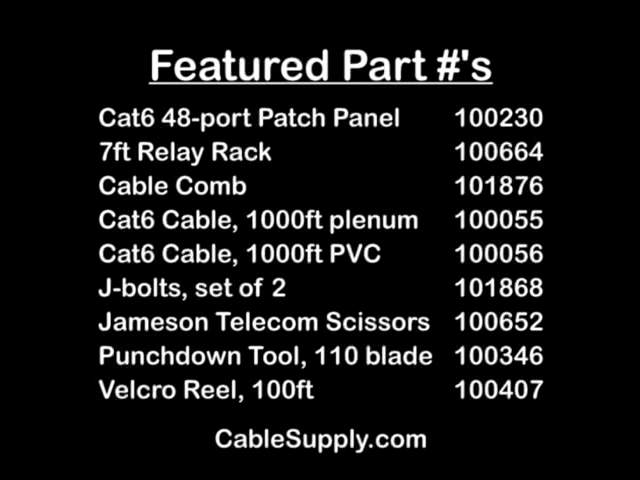 Featured Part #'s
Cat6 48-port Patch Panel 100230
7ft Relay Rack 100664
Cable Comb 101876
Cat6 Cable, 1000ft plenum 100055
Cat6 Cable, 1000ft PVC 100056
J-bolts, set of 2 101868
Jameson Telecom Scissors 100652
Punchdown Tool, 110 blade 100346
Velcro Reel, 100ft 100407
CableSupply.com